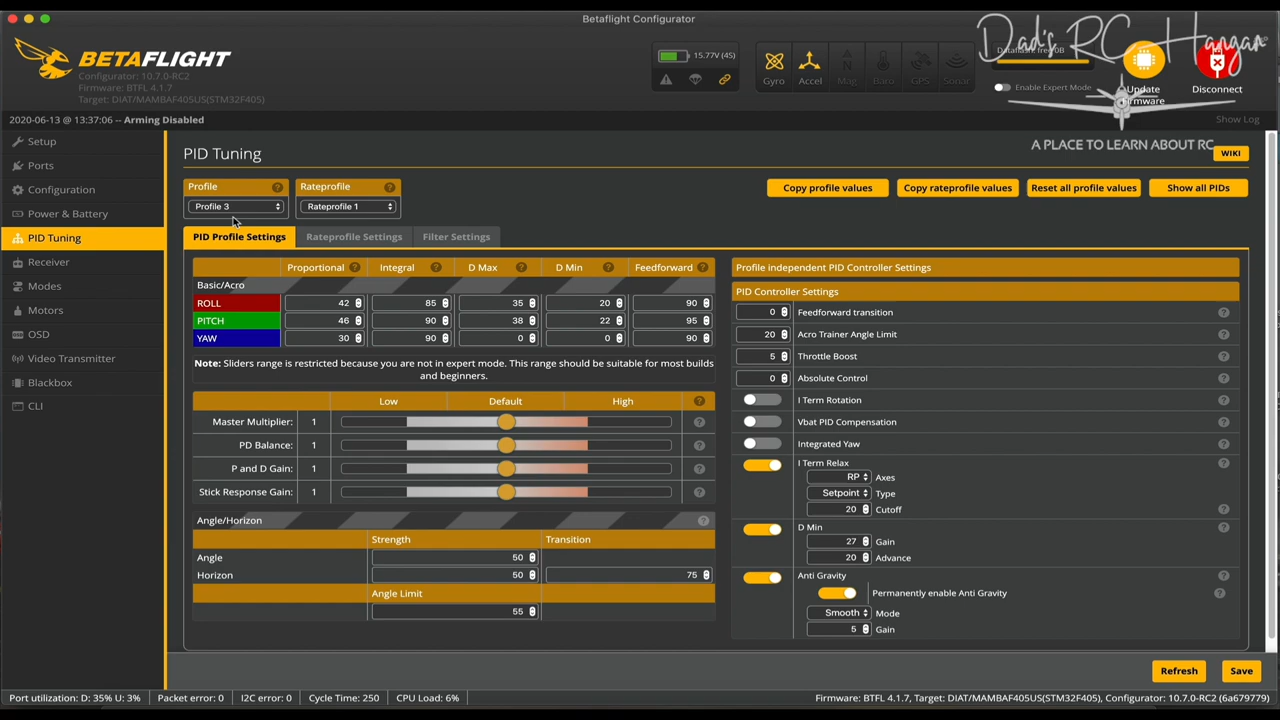 Betaflight Configurator
BETAFLIGHT
Configurator: 10.7.0-RC2
Firmware: BTFL 4.1.7
Target: DIAT/MAMBAF405US(STM32F405)
15.77V (4S)
Gyro
Accel
Mag
Baro
GPS
Sonar
Dad's RC Hangar
Enable Expert Mode
Update
Firmware
Disconnect
2020-06-13 @ 13:37:06 -- Arming Disabled
Show Log
A PLACE TO LEARN ABOUT RC
Setup
Ports
Configuration
Power & Battery
PID Tuning
Receiver
Modes
Motors
OSD
Video Transmitter
Blackbox
CLI
PID Tuning
WIKI
Profile
Profile 3
Rateprofile
Rateprofile 1
Copy profile values
Copy rateprofile values
Reset all profile values
Show all PIDs
PID Profile Settings
Rateprofile Settings
Filter Settings
Proportional Integral D Max D Min Feedforward
Basic/Acro
ROLL 42 85 35 20 90
PITCH 46 90 38 22 95
YAW 30 90 0 0 90
Note: Sliders range is restricted because you are not in expert mode. This range should be suitable for most builds
and beginners.
Low Default High
Master Multiplier: 1
PD Balance: 1
P and D Gain: 1
Stick Response Gain: 1
Angle/Horizon
Strength Transition
Angle 50
Horizon 50 75
Angle Limit
55
Profile independent PID Controller Settings
PID Controller Settings
0 Feedforward transition
20 Acro Trainer Angle Limit
5 Throttle Boost
0 Absolute Control
I Term Rotation
Vbat PID Compensation
Integrated Yaw
I Term Relax
RP Axes
Setpoint Type
20 Cutoff
D Min
27 Gain
20 Advance
Anti Gravity
Permanently enable Anti Gravity
Smooth Mode
5 Gain
Refresh
Save
Port utilization: D: 35% U: 3%
Packet error: 0
I2C error: 0
Cycle Time: 250
CPU Load: 6%
Firmware: BTFL 4.1.7, Target: DIAT/MAMBAF405US(STM32F405), Configurator: 10.7.0-RC2 (6a679779)